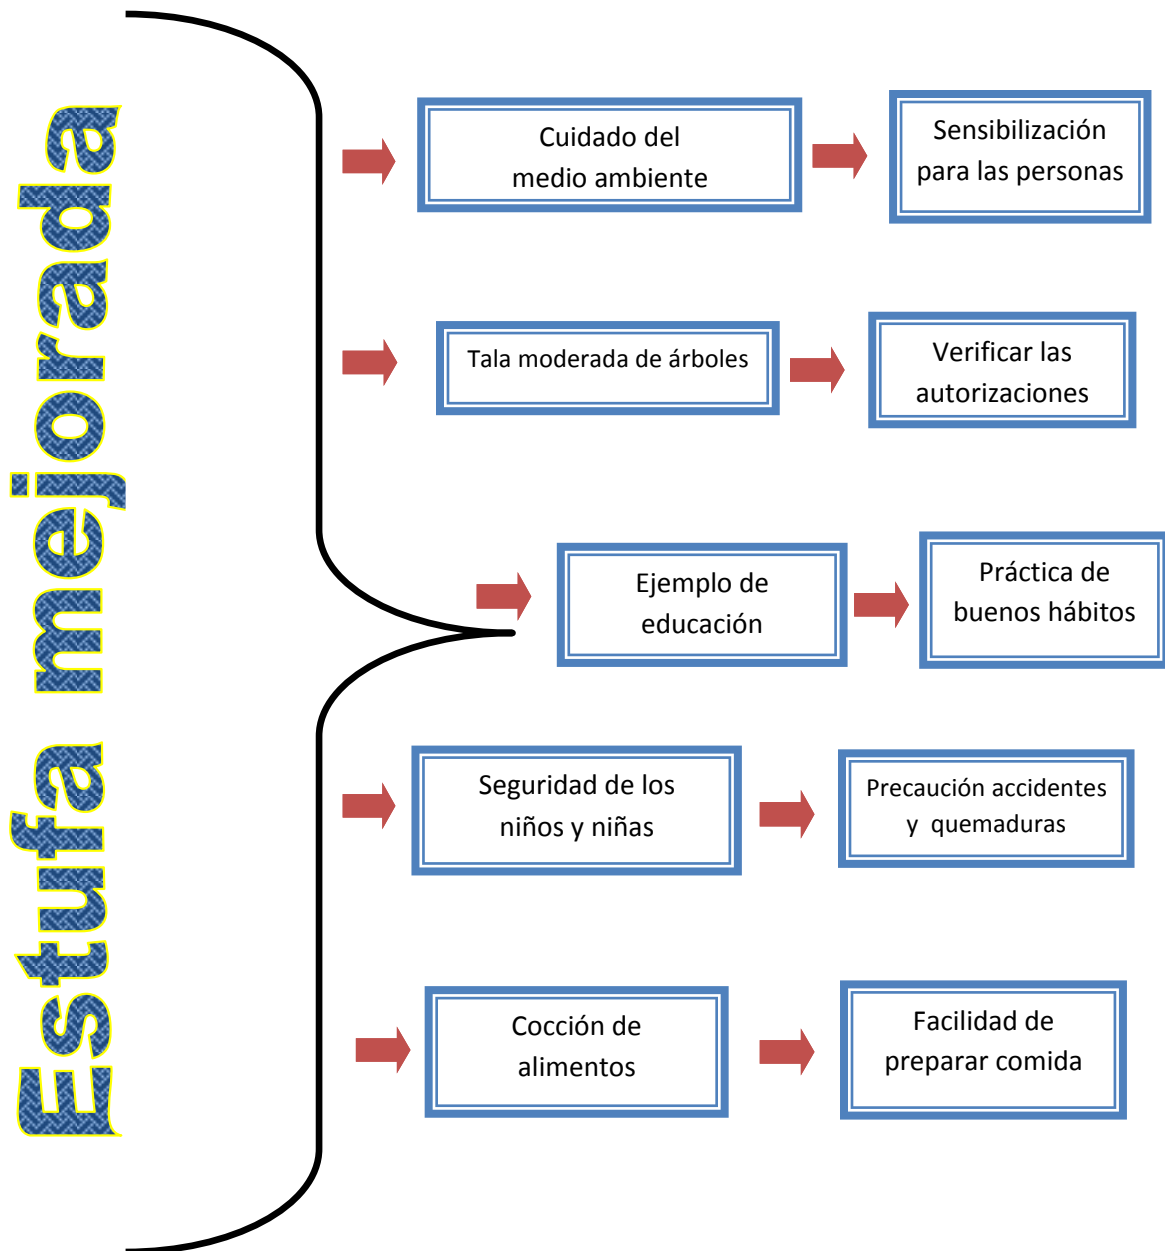 Estufa mejorada
Cuidado del
medio ambiente
Sensibilización
para las personas
Tala moderada de árboles
Verificar las
autorizaciones
Ejemplo de
educación
Práctica de
buenos hábitos
Seguridad de los
niños y niñas
Precaución accidentes
y quemaduras
Cocción de
alimentos
Facilidad de
preparar comida